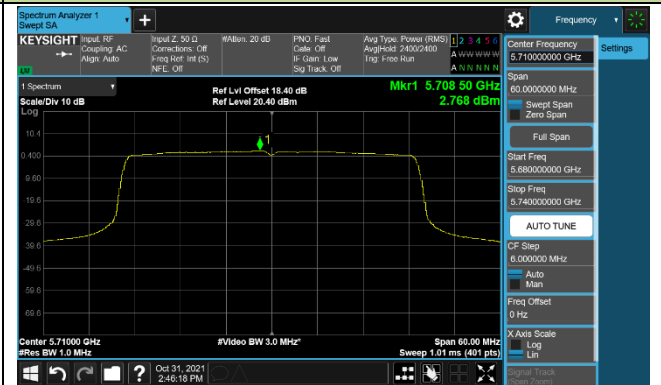 Spectrum Analyzer 1
Swept SA
Frequency
KEYSIGHT
Input: RF
Coupling: AC
Align: Auto
Input Z: 50 Ω
Corrections: Off
Freq Ref: Int (S)
NFE: Off
#Atten: 20 dB
PNO: Fast
Gate: Off
IF Gain: Low
Sig Track: Off
Avg Type: Power (RMS)
Avg|Hold: 2400/2400
Trig: Free Run
1 2 3 4 5 6
A W W W W W
A N N N N N
LM
1 Spectrum
Scale/Div 10 dB
Log
Ref Lvl Offset 18.40 dB
Ref Level 20.40 dBm
Mkr1 5.708 50 GHz
2.768 dBm
10.4
0.400
-9.60
-19.6
-29.6
-39.6
-49.6
-59.6
-69.6
1
Center 5.71000 GHz
#Res BW 1.0 MHz
#Video BW 3.0 MHz*
Span 60.00 MHz
Sweep 1.01 ms (401 pts)
Center Frequency
5.710000000 GHz
Settings
Span
60.0000000 MHz
Swept Span
Zero Span
Full Span
Start Freq
5.680000000 GHz
Stop Freq
5.740000000 GHz
AUTO TUNE
CF Step
6.000000 MHz
Auto
Man
Freq Offset
0 Hz
X Axis Scale
Log
Lin
Signal Track
(Span Zoom)
?
Oct 31, 2021
2:46:18 PM